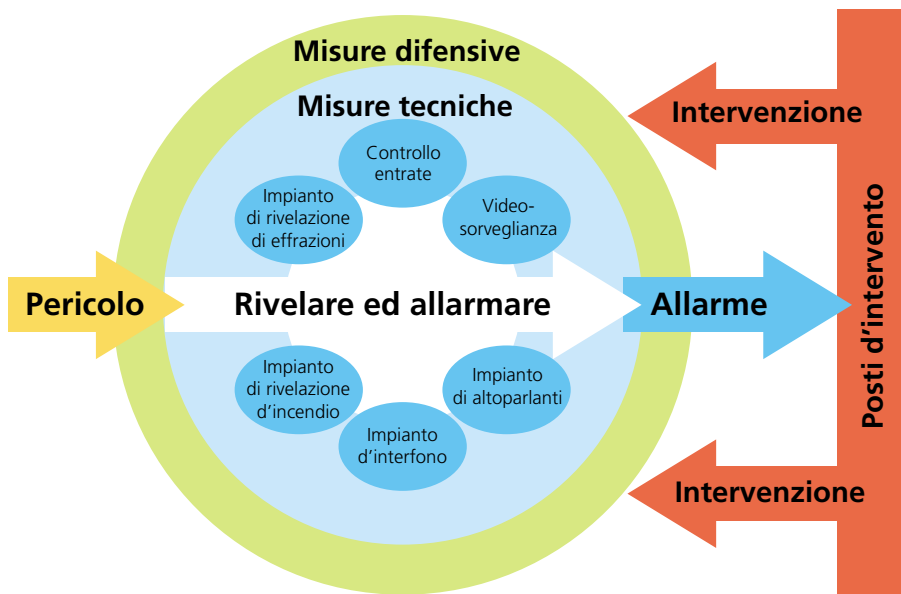 Misure difensive
Misure tecniche
Intervenzione
Controllo
entrate
Impianto
di rivelazione
di effrazioni
Video-
sorveglianza
Pericolo
Rivelare ed allarmare
Allarme
Posti d’intervento
Impianto
di rivelazione
d’incendio
Impianto
di altoparlanti
Impianto
d’interfono
Intervenzione